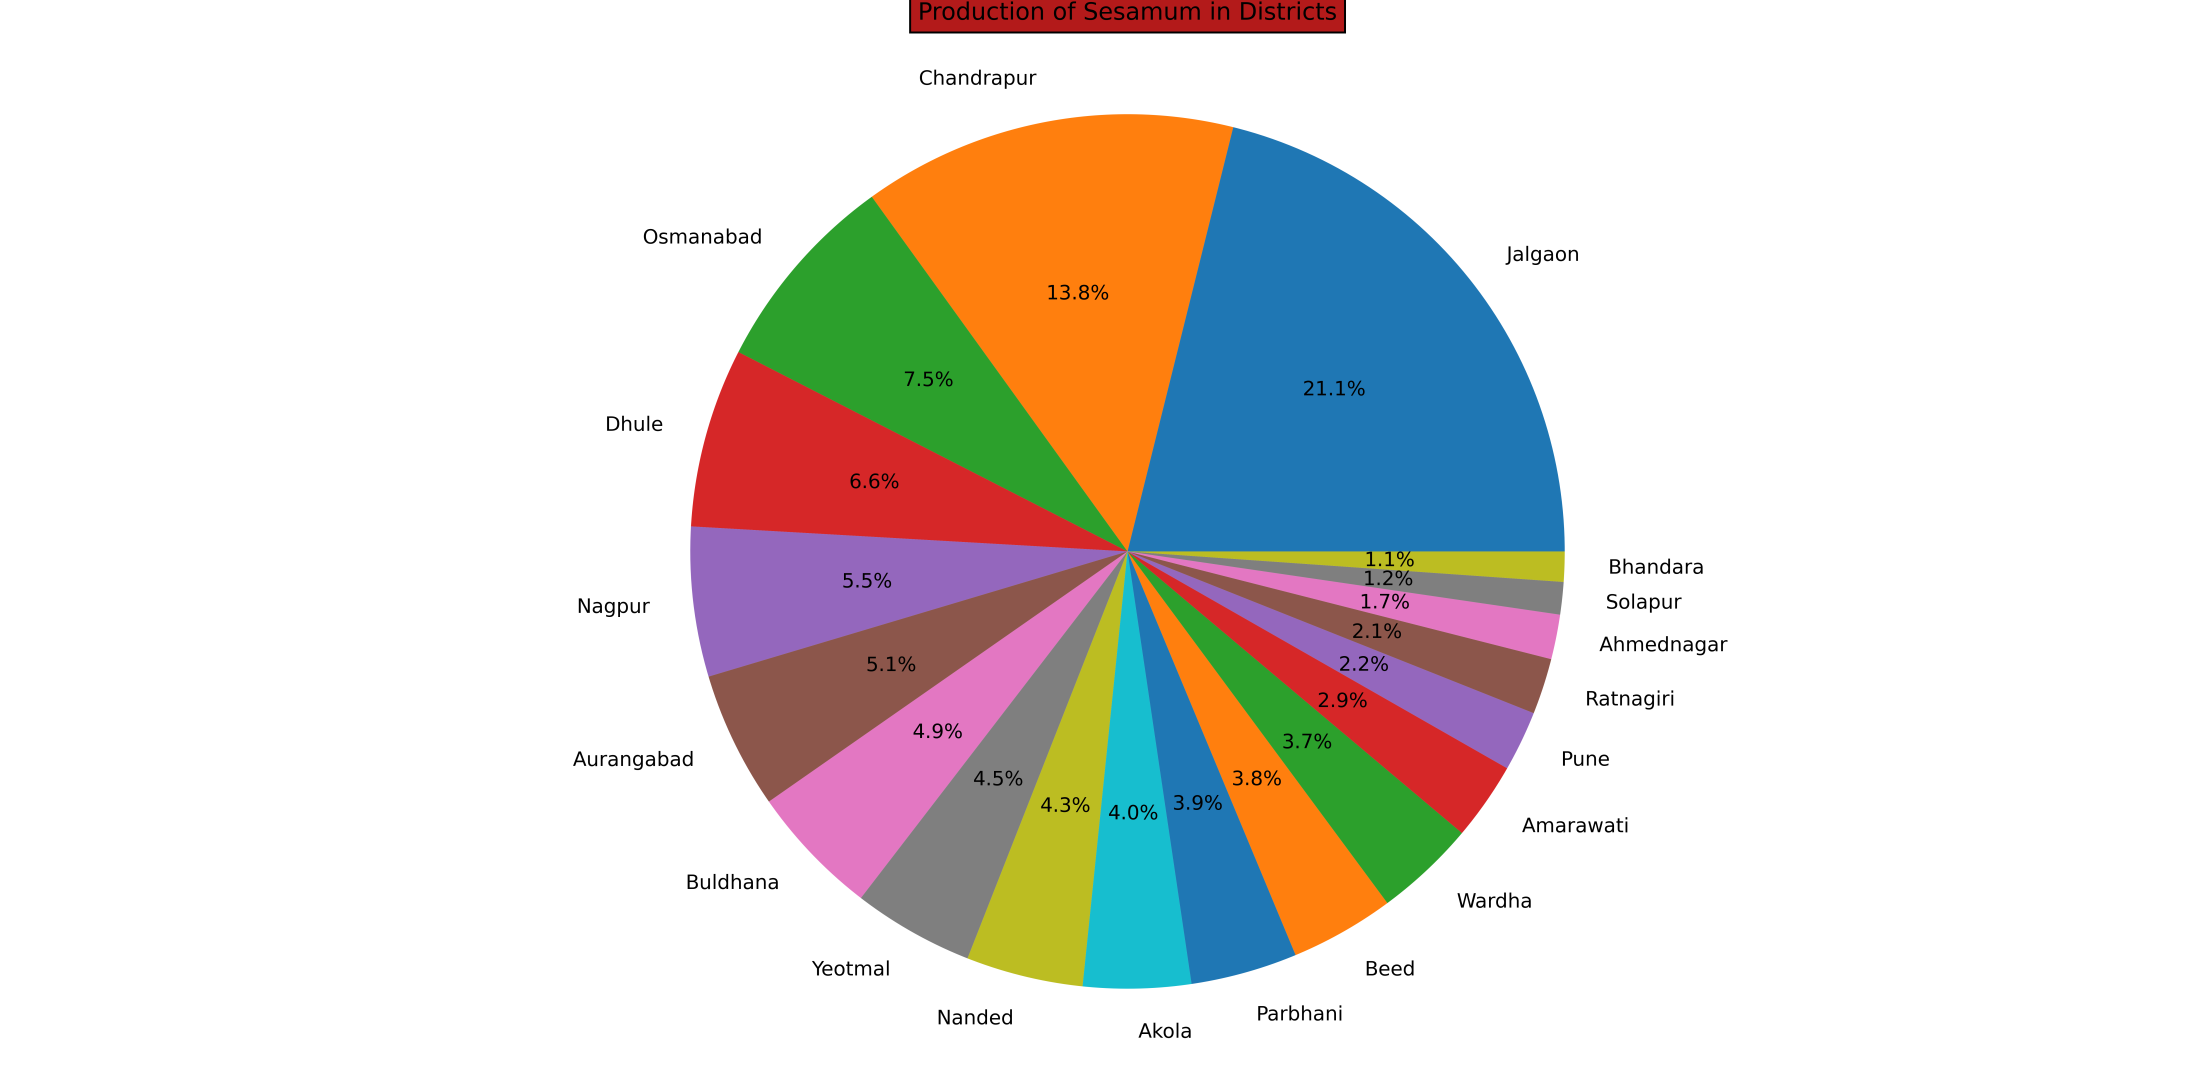 Production of Sesamum in Districts
Chandrapur
Osmanabad
Jalgaon
13.8%
7.5%
21.1%
Dhule
6.6%
1.1%
Bhandara
1.2%
5.5%
Solapur
1.7%
Nagpur
2.1%
Ahmednagar
5.1%
2.2%
Ratnagiri
2.9%
4.9%
3.7%
Aurangabad
Pune
4.5%
3.8%
4.3%
3.9%
4.0%
Amarawati
Buldhana
Wardha
Yeotmal
Beed
Nanded
Parbhani
Akola